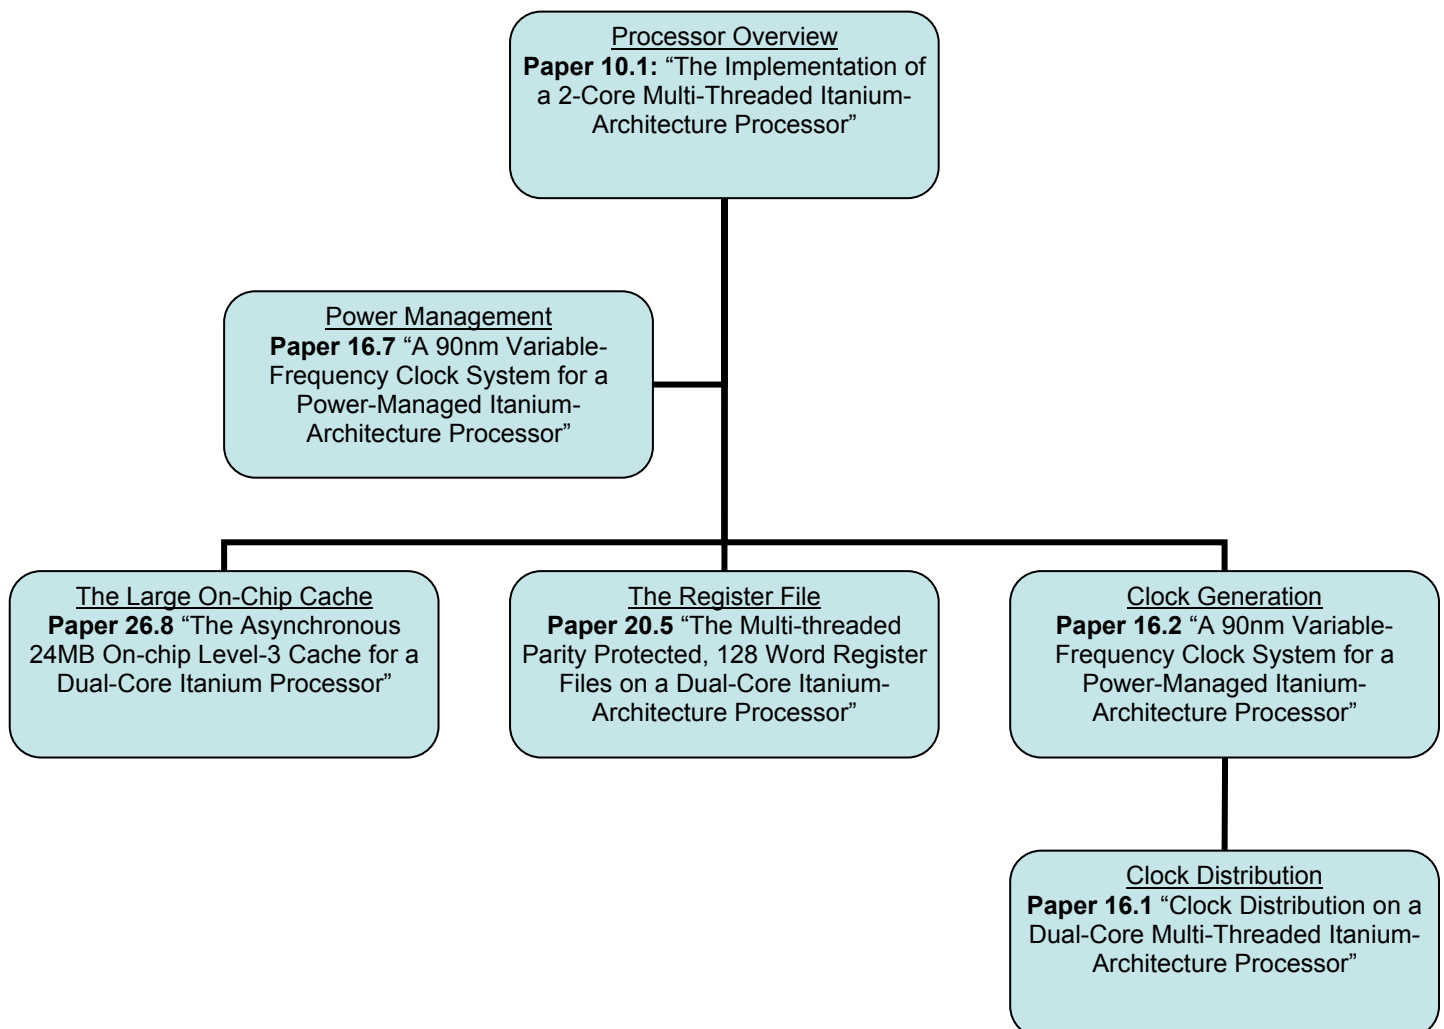 Processor Overview
Paper 10.1: “The Implementation of
a 2-Core Multi-Threaded Itanium-
Architecture Processor”
Power Management
Paper 16.7 “A 90nm Variable-
Frequency Clock System for a
Power-Managed Itanium-
Architecture Processor”
The Large On-Chip Cache
Paper 26.8 “The Asynchronous
24MB On-chip Level-3 Cache for a
Dual-Core Itanium Processor”
The Register File
Paper 20.5 “The Multi-threaded
Parity Protected, 128 Word Register
Files on a Dual-Core Itanium-
Architecture Processor”
Clock Generation
Paper 16.2 “A 90nm Variable-
Frequency Clock System for a
Power-Managed Itanium-
Architecture Processor”
Clock Distribution
Paper 16.1 “Clock Distribution on a
Dual-Core Multi-Threaded Itanium-
Architecture Processor”